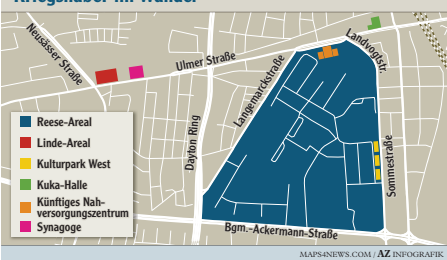 Kriegshaber im Wandel
Neusässer Straße
Ulmer Straße
Landvogtstr.
Langemarckstraße
Dayton Ring
Sommestraße
Bgm.-Ackermann-Straße
Reese-Areal
Linde-Areal
Kulturpark West
Kuka-Halle
Künftiges Nah-
versorgungszentrum
Synagoge
MAPS4NEWS.COM / AZ INFOGRAFIK